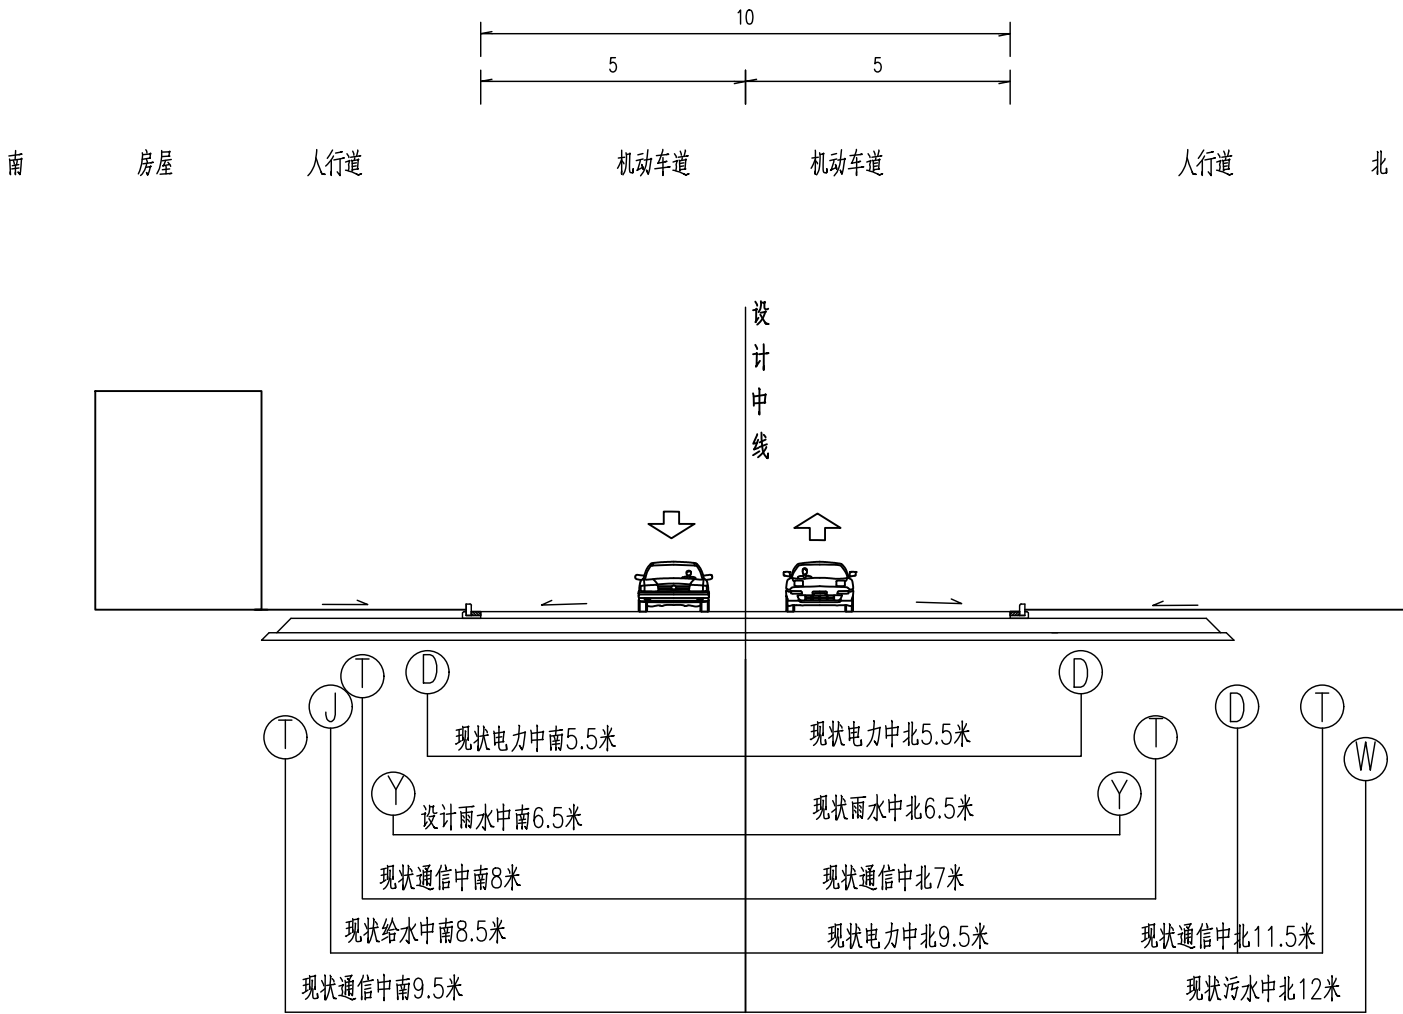 10
5 5
南 房屋 人行道 机动车道 机动车道 人行道 北
设
计
中
线
T J T D D T D T W
现状电力中南5.5米 现状电力中北5.5米
Y Y
设计雨水中南6.5米 现状雨水中北6.5米
现状通信中南8米 现状通信中北7米
现状给水中南8.5米 现状电力中北9.5米 现状通信中北11.5米
现状通信中南9.5米 现状污水中北12米